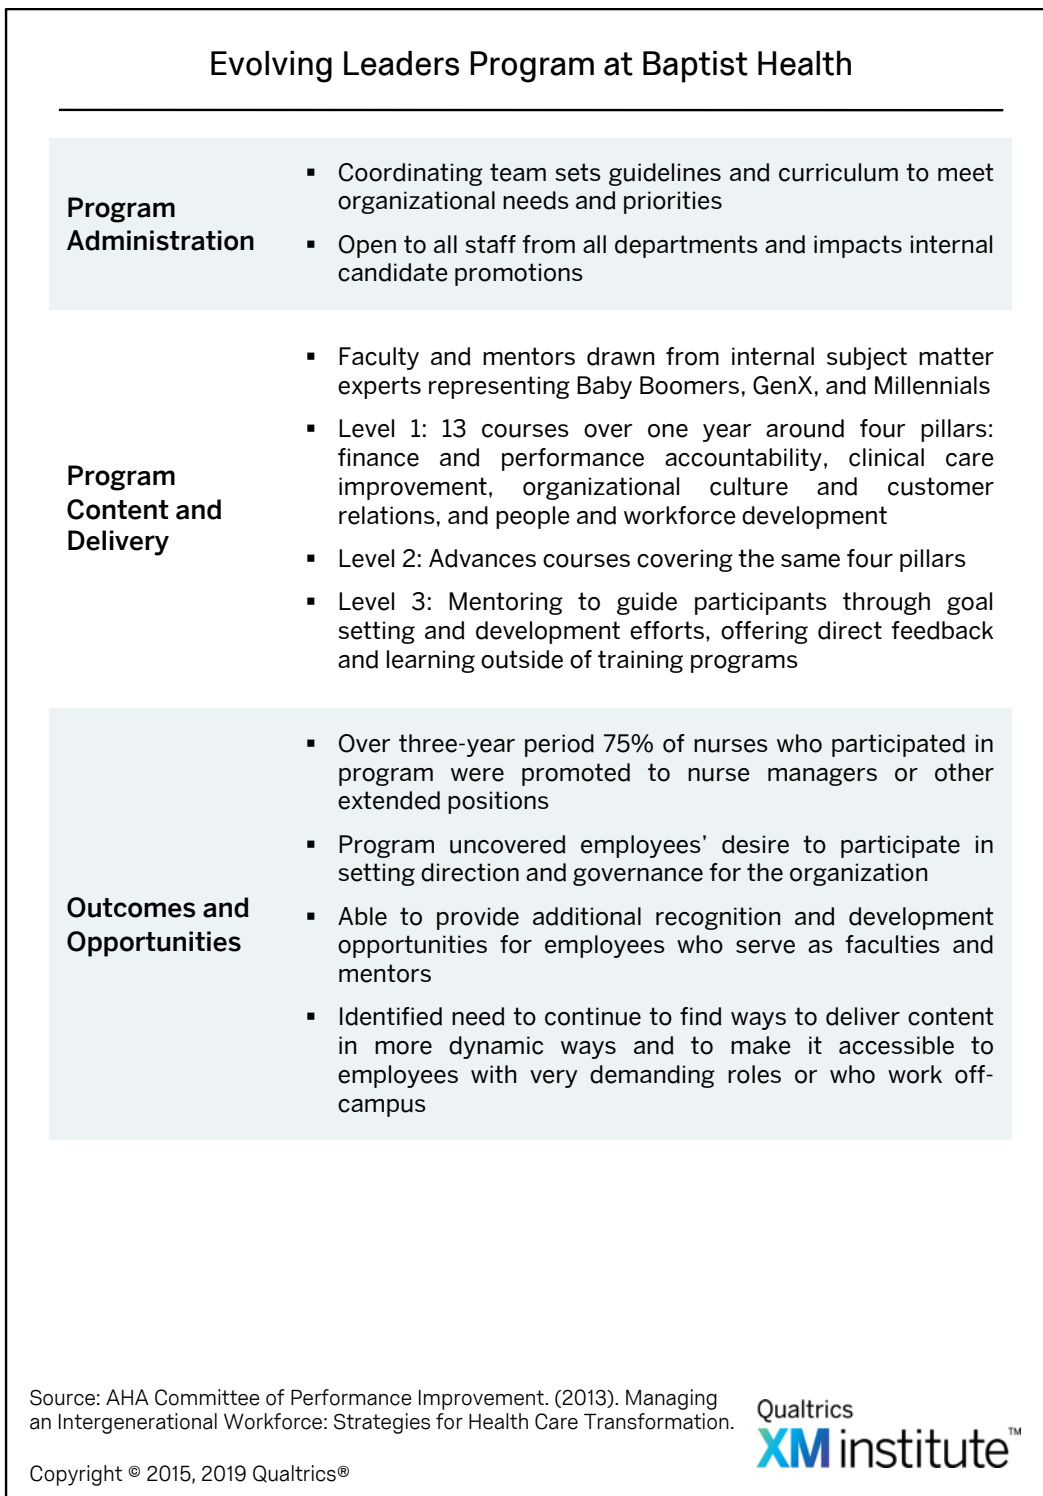 Evolving Leaders Program at Baptist Health
Program
Administration
▪ Coordinating team sets guidelines and curriculum to meet
organizational needs and priorities
▪ Open to all staff from all departments and impacts internal
candidate promotions
Program
Content and
Delivery
▪ Faculty and mentors drawn from internal subject matter
experts representing Baby Boomers, GenX, and Millennials
▪ Level 1: 13 courses over one year around four pillars:
finance and performance accountability, clinical care
improvement, organizational culture and customer
relations, and people and workforce development
▪ Level 2: Advances courses covering the same four pillars
▪ Level 3: Mentoring to guide participants through goal
setting and development efforts, offering direct feedback
and learning outside of training programs
Outcomes and
Opportunities
▪ Over three-year period 75% of nurses who participated in
program were promoted to nurse managers or other
extended positions
▪ Program uncovered employees’ desire to participate in
setting direction and governance for the organization
▪ Able to provide additional recognition and development
opportunities for employees who serve as faculties and
mentors
▪ Identified need to continue to find ways to deliver content
in more dynamic ways and to make it accessible to
employees with very demanding roles or who work off-
campus
Source: AHA Committee of Performance Improvement. (2013). Managing
an Intergenerational Workforce: Strategies for Health Care Transformation.
Copyright © 2015, 2019 Qualtrics®
Qualtrics
XM institute™